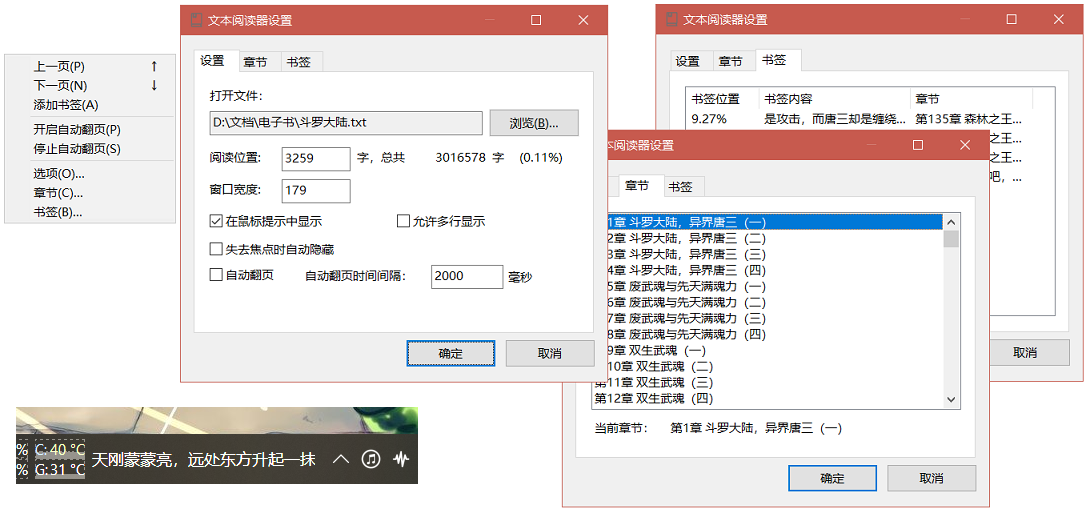 上一页(P) ↑
下一页(N) ↓
添加书签(A)
开启自动翻页(P)
停止自动翻页(S)
选项(O)...
章节(C)...
书签(B)...
文本阅读器设置
设置 章节 书签
打开文件:
D:\文档\电子书\斗罗大陆.txt 浏览(B)...
阅读位置: 3259 字，总共 3016578 字 (0.11%)
窗口宽度: 179
在鼠标提示中显示 允许多行显示
失去焦点时自动隐藏
自动翻页 自动翻页时间间隔: 2000 毫秒
确定 取消
文本阅读器设置
设置 章节 书签
书签位置 书签内容 章节
9.27% 是攻击，而唐三却是缠绕... 第135章 森林之王...
之王...
之王...
吧，...
取消
本阅读器设置
章节 书签
1章 斗罗大陆，异界唐三（一）
2章 斗罗大陆，异界唐三（二）
3章 斗罗大陆，异界唐三（三）
4章 斗罗大陆，异界唐三（四）
5章 废武魂与先天满魂力（一）
6章 废武魂与先天满魂力（二）
7章 废武魂与先天满魂力（三）
8章 废武魂与先天满魂力（四）
9章 双生武魂（一）
10章 双生武魂（二）
第11章 双生武魂（三）
第12章 双生武魂（四）
当前章节: 第1章 斗罗大陆，异界唐三（一）
确定 取消
% C: 40 °C
% G:31 °C
天刚蒙蒙亮，远处东方升起一抹